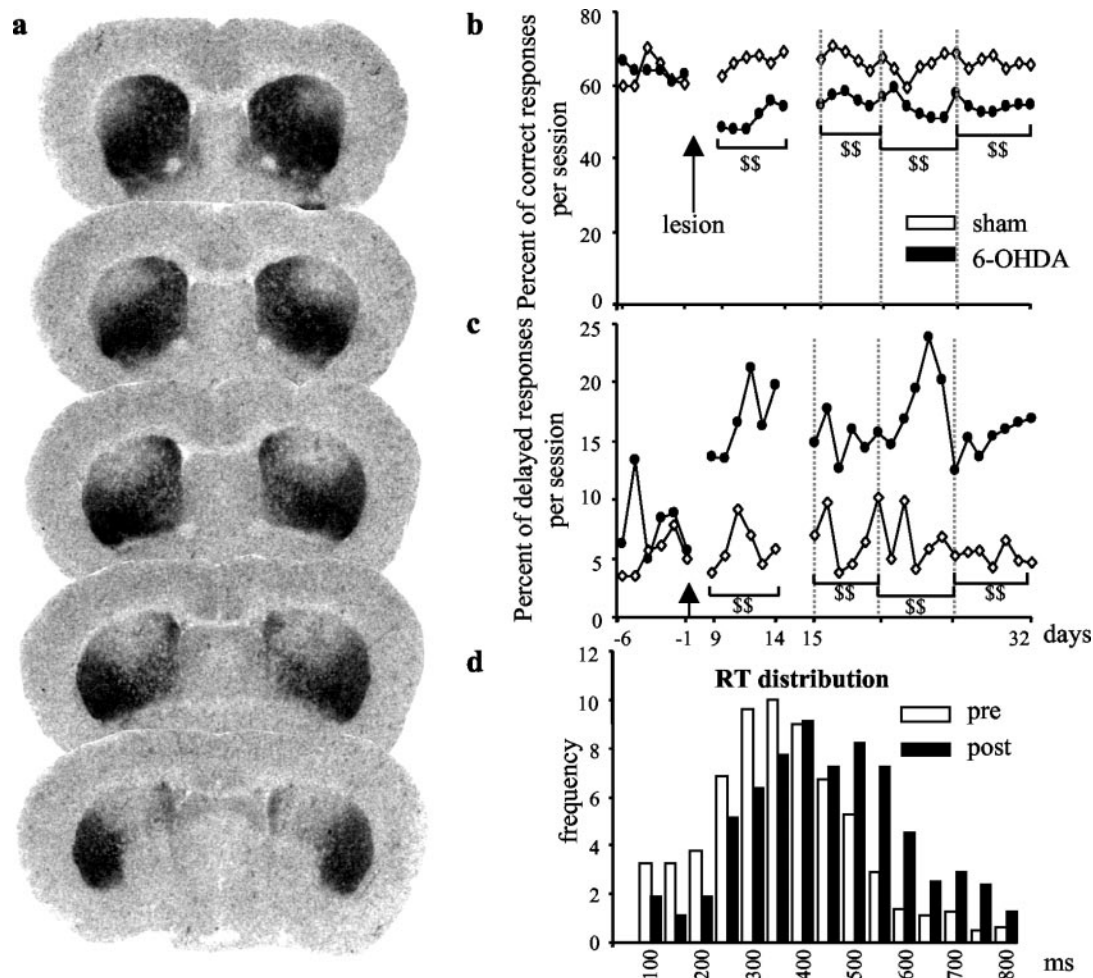 a
b
Percent of correct responses
per session
80
60
40
20
0
$$
$$
$$
$$
lesion
sham
6-OHDA
c
Percent of delayed responses
per session
25
20
15
10
5
0
$$
$$
$$
$$
-6
-1
9
14
15
32
days
d
RT distribution
frequency
12
10
8
6
4
2
0
pre
post
100
200
300
400
500
600
700
800
ms